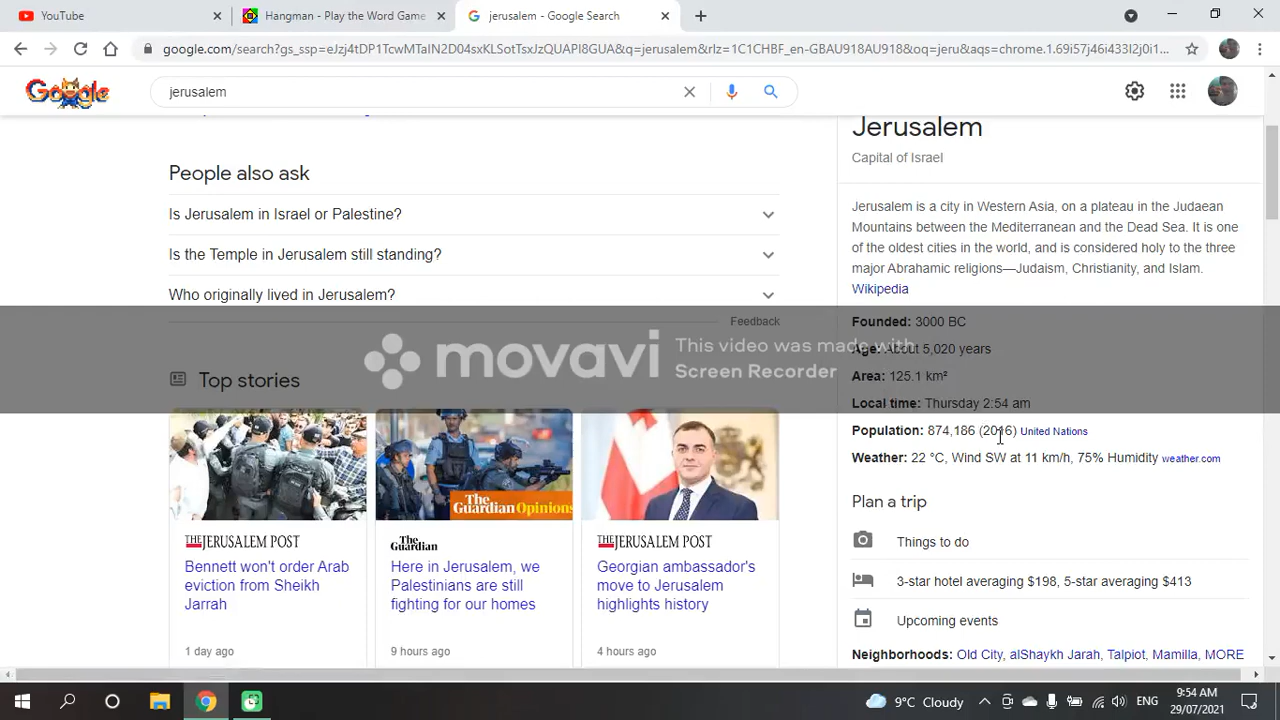 YouTube
Hangman - Play the Word Game
jerusalem - Google Search
google.com/search?gs_ssp=eJzj4tDP1TcwMTaIN2D04sxKLSotTsxJzQUAPl8GUA&q=jerusalem&rlz=1C1CHBF_en-GBAU918AU918&oq=jeru&aqs=chrome.1.69i57j46i433l2j0i1...
Google
jerusalem
Jerusalem
Capital of Israel
People also ask
Is Jerusalem in Israel or Palestine?
Is the Temple in Jerusalem still standing?
Who originally lived in Jerusalem?
Feedback
Jerusalem is a city in Western Asia, on a plateau in the Judaean
Mountains between the Mediterranean and the Dead Sea. It is one
of the oldest cities in the world, and is considered holy to the three
major Abrahamic religions—Judaism, Christianity, and Islam.
Wikipedia
Founded: 3000 BC
Age: About 5,020 years
Area: 125.1 km²
Local time: Thursday 2:54 am
Population: 874,186 (2016) United Nations
Weather: 22 °C, Wind SW at 11 km/h, 75% Humidity weather.com
movavi
This video was made with
Screen Recorder
Top stories
The Guardian Opinions
THE JERUSALEM POST
Bennett won't order Arab
eviction from Sheikh
Jarrah
1 day ago
The Guardian
Here in Jerusalem, we
Palestinians are still
fighting for our homes
9 hours ago
THE JERUSALEM POST
Georgian ambassador's
move to Jerusalem
highlights history
4 hours ago
Plan a trip
Things to do
3-star hotel averaging $198, 5-star averaging $413
Upcoming events
Neighborhoods: Old City, alShaykh Jarah, Talpiot, Mamilla, MORE
9°C Cloudy
ENG
9:54 AM
29/07/2021